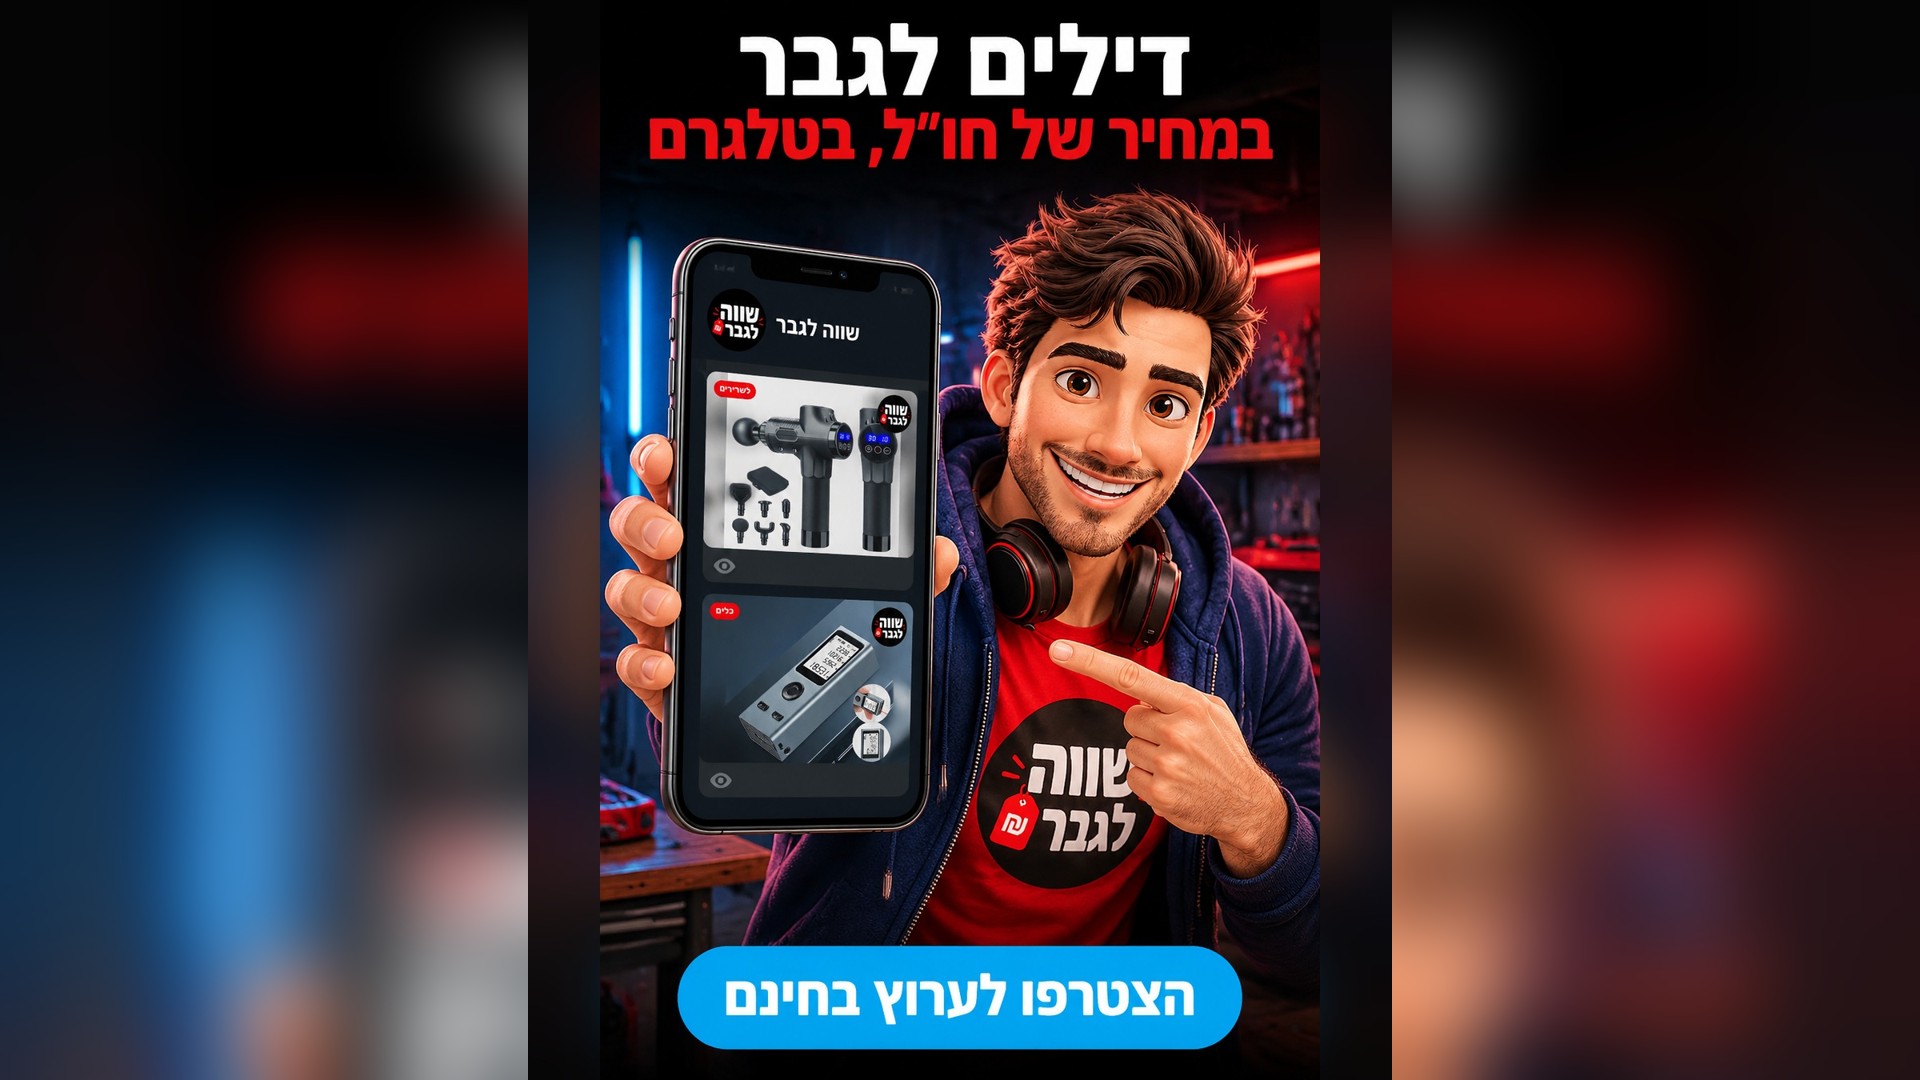 דילים לגבר
במחיר של חו"ל, בטלגרם
שווה לגבר
שווה
לגבר
לשרירים
שווה
לגבר
כלים
שווה
לגבר
שווה
לגבר
₪
הצטרפו לערוץ בחינם